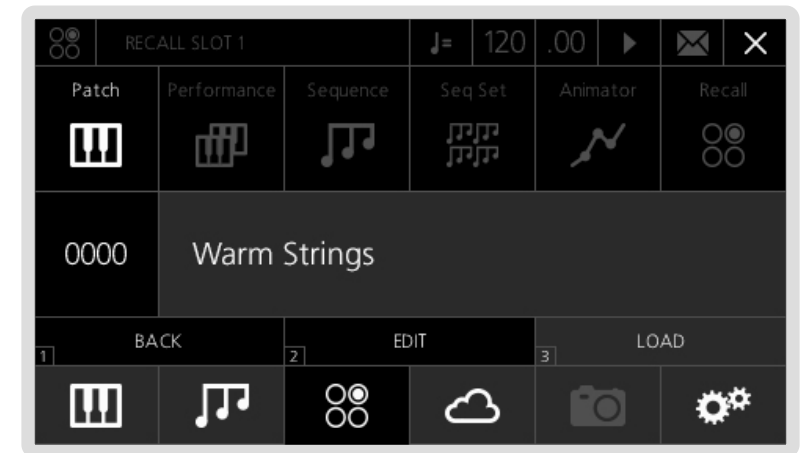 RECALL SLOT 1 = 120 .00
Patch Performance Sequence Seq Set Animator Recall
0000 Warm Strings
1 BACK 2 EDIT 3 LOAD